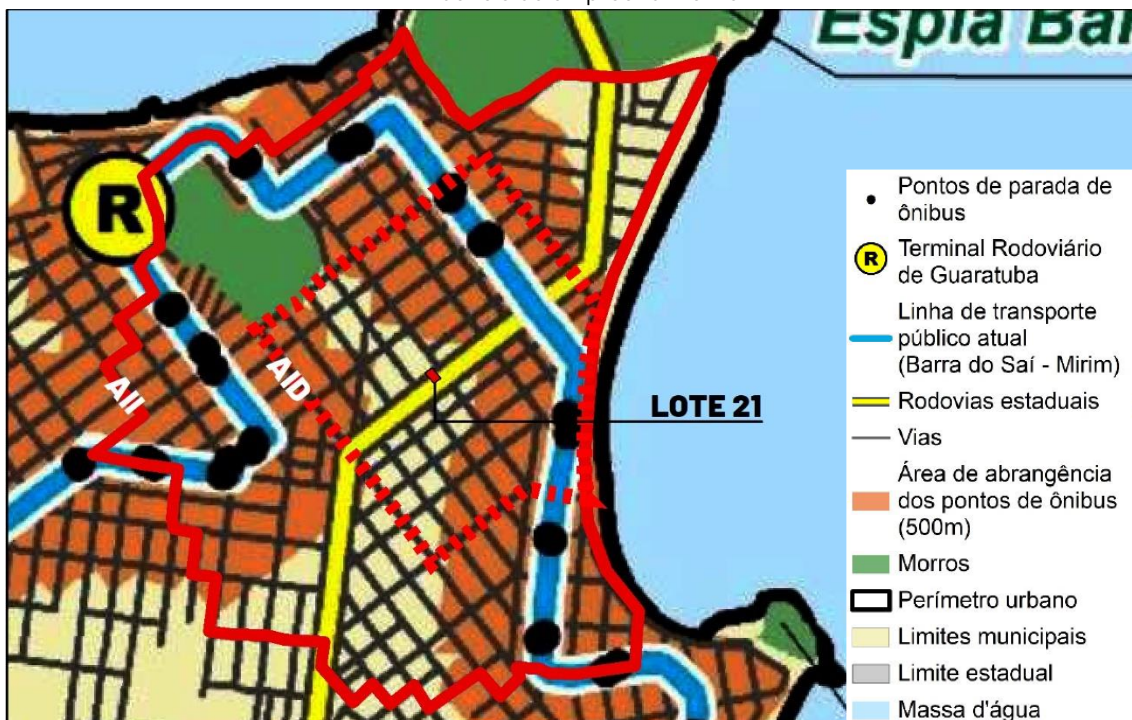 Espia Bar
R
AII
AID
LOTE 21
Pontos de parada de
ônibus
R
Terminal Rodoviário
de Guaratuba
Linha de transporte
público atual
(Barra do Saí - Mirim)
Rodovias estaduais
Vias
Área de abrangência
dos pontos de ônibus
(500m)
Morros
Perímetro urbano
Limites municipais
Limite estadual
Massa d'água